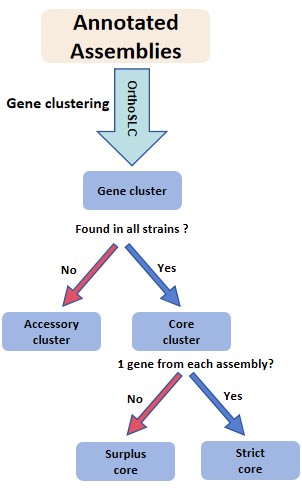 Annotated
Assemblies
Gene clustering
OrthoSLC
Gene cluster
Found in all strains ?
No
Yes
Accessory
cluster
Core
cluster
1 gene from each assembly?
No
Yes
Surplus
core
Strict
core